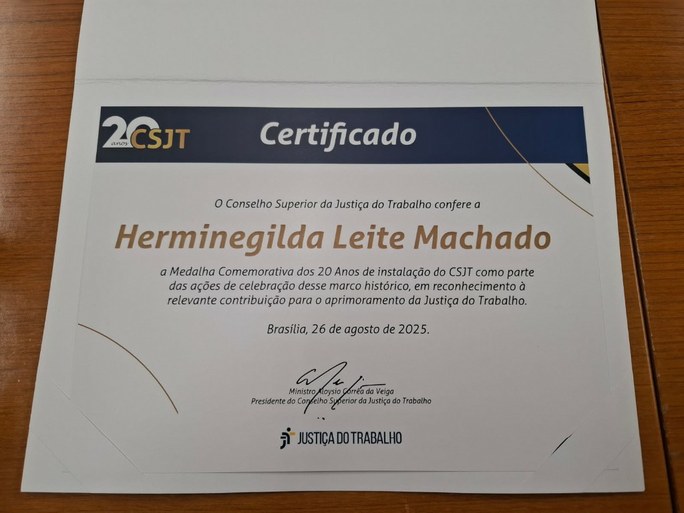 20 anos CSJT
Certificado
O Conselho Superior da Justiça do Trabalho confere a
Herminegilda Leite Machado
a Medalha Comemorativa dos 20 Anos de instalação do CSJT como parte
das ações de celebração desse marco histórico, em reconhecimento à
relevante contribuição para o aprimoramento da Justiça do Trabalho.
Brasília, 26 de agosto de 2025.
Ministro Aloysio Corrêa da Veiga
Presidente do Conselho Superior da Justiça do Trabalho
JUSTIÇA DO TRABALHO